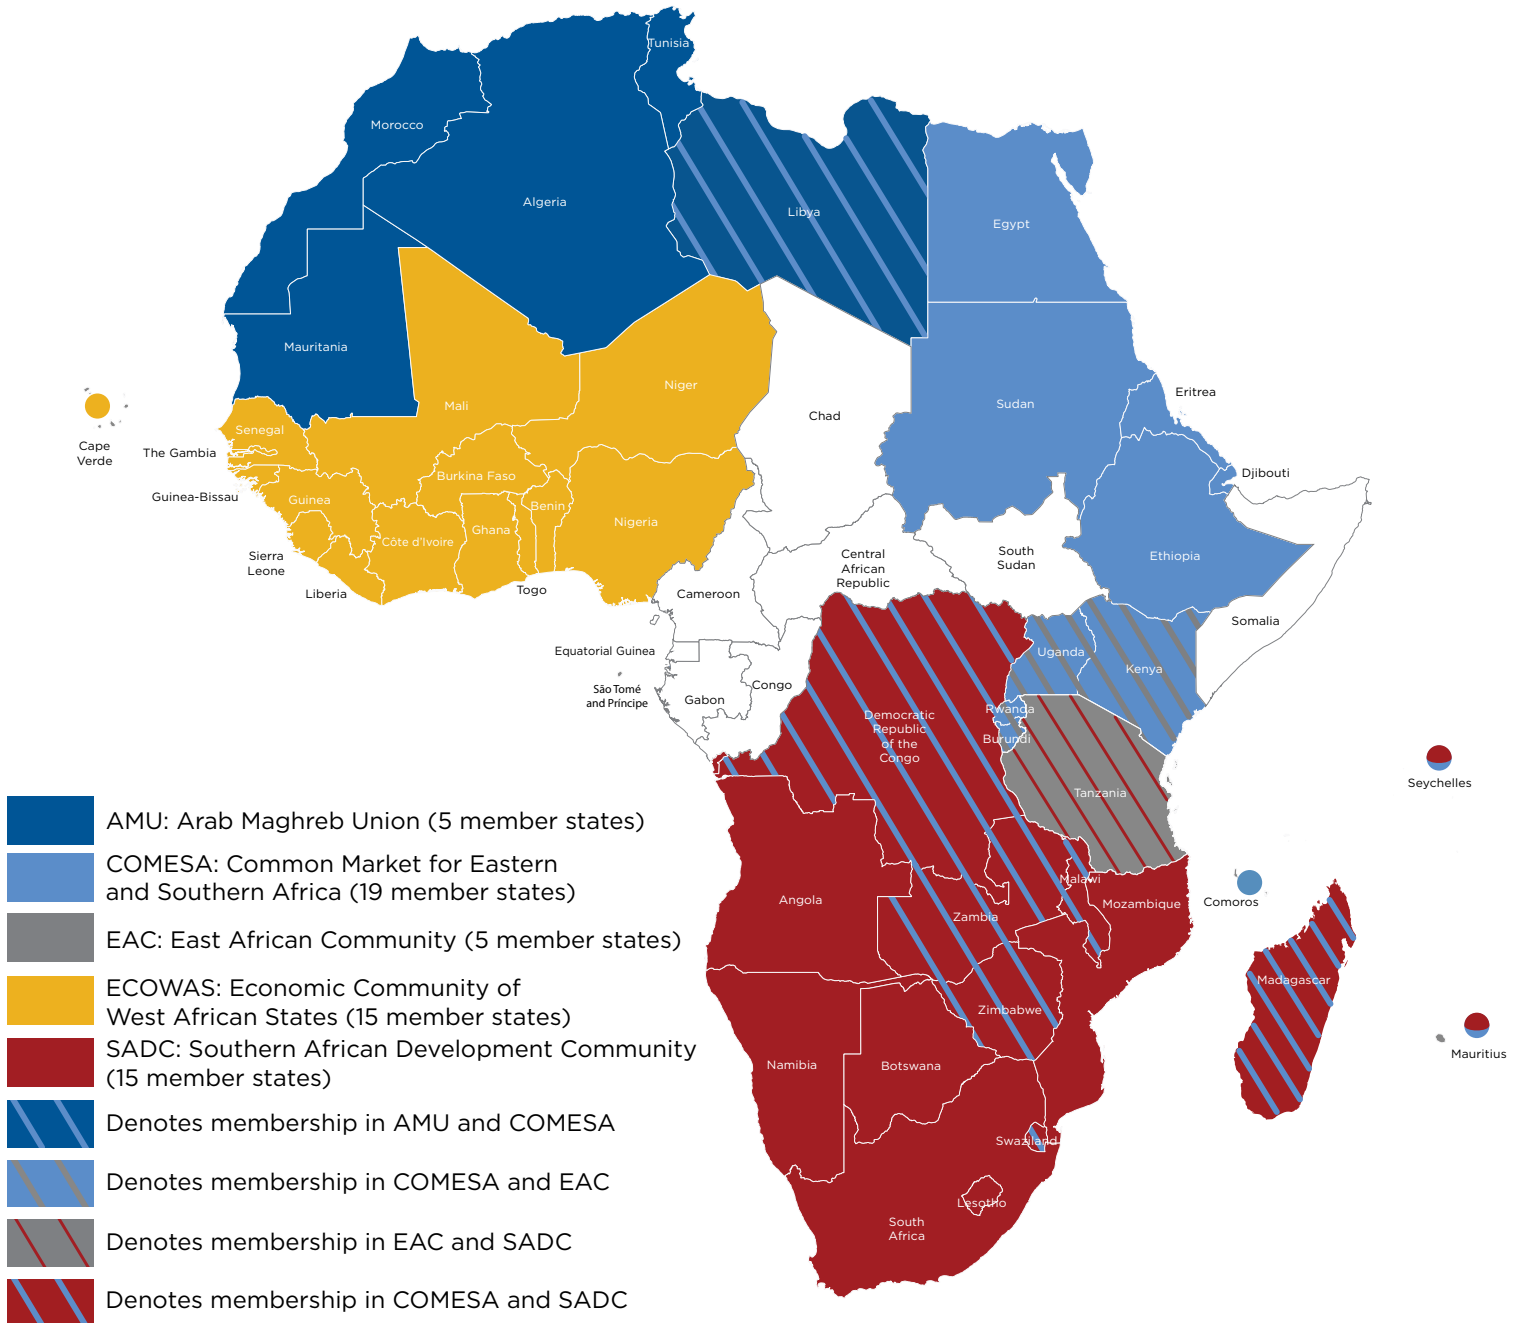 Tunisia
Morocco
Algeria
Libya
Egypt
Mauritania
Niger
Mali
Chad
Sudan
Eritrea
Cape
Verde
Senegal
The Gambia
Guinea-Bissau
Guinea
Burkina Faso
Benin
Nigeria
Ghana
Côte d'Ivoire
Djibouti
Ethiopia
South
Sudan
Central
African
Republic
Sierra
Leone
Liberia
Togo
Cameroon
Somalia
Equatorial Guinea
Uganda
Kenya
São Tomé
and Príncipe
Gabon
Congo
Rwanda
Burundi
Democratic
Republic
of the
Congo
Tanzania
Seychelles
Malawi
Angola
Zambia
Mozambique
Comoros
Madagascar
Zimbabwe
Mauritius
Namibia
Botswana
Swaziland
Lesotho
South
Africa
AMU: Arab Maghreb Union (5 member states)
COMESA: Common Market for Eastern
and Southern Africa (19 member states)
EAC: East African Community (5 member states)
ECOWAS: Economic Community of
West African States (15 member states)
SADC: Southern African Development Community
(15 member states)
Denotes membership in AMU and COMESA
Denotes membership in COMESA and EAC
Denotes membership in EAC and SADC
Denotes membership in COMESA and SADC